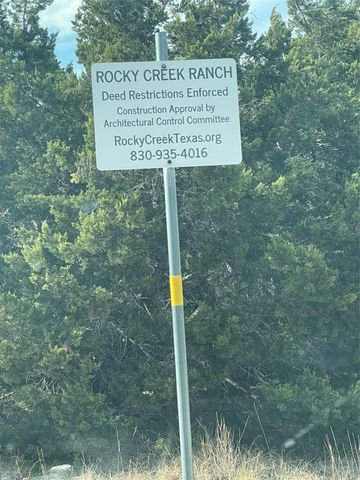 ROCKY CREEK RANCH
Deed Restrictions Enforced
Construction Approval by
Architectural Control Committee
RockyCreekTexas.org
830-935-4016